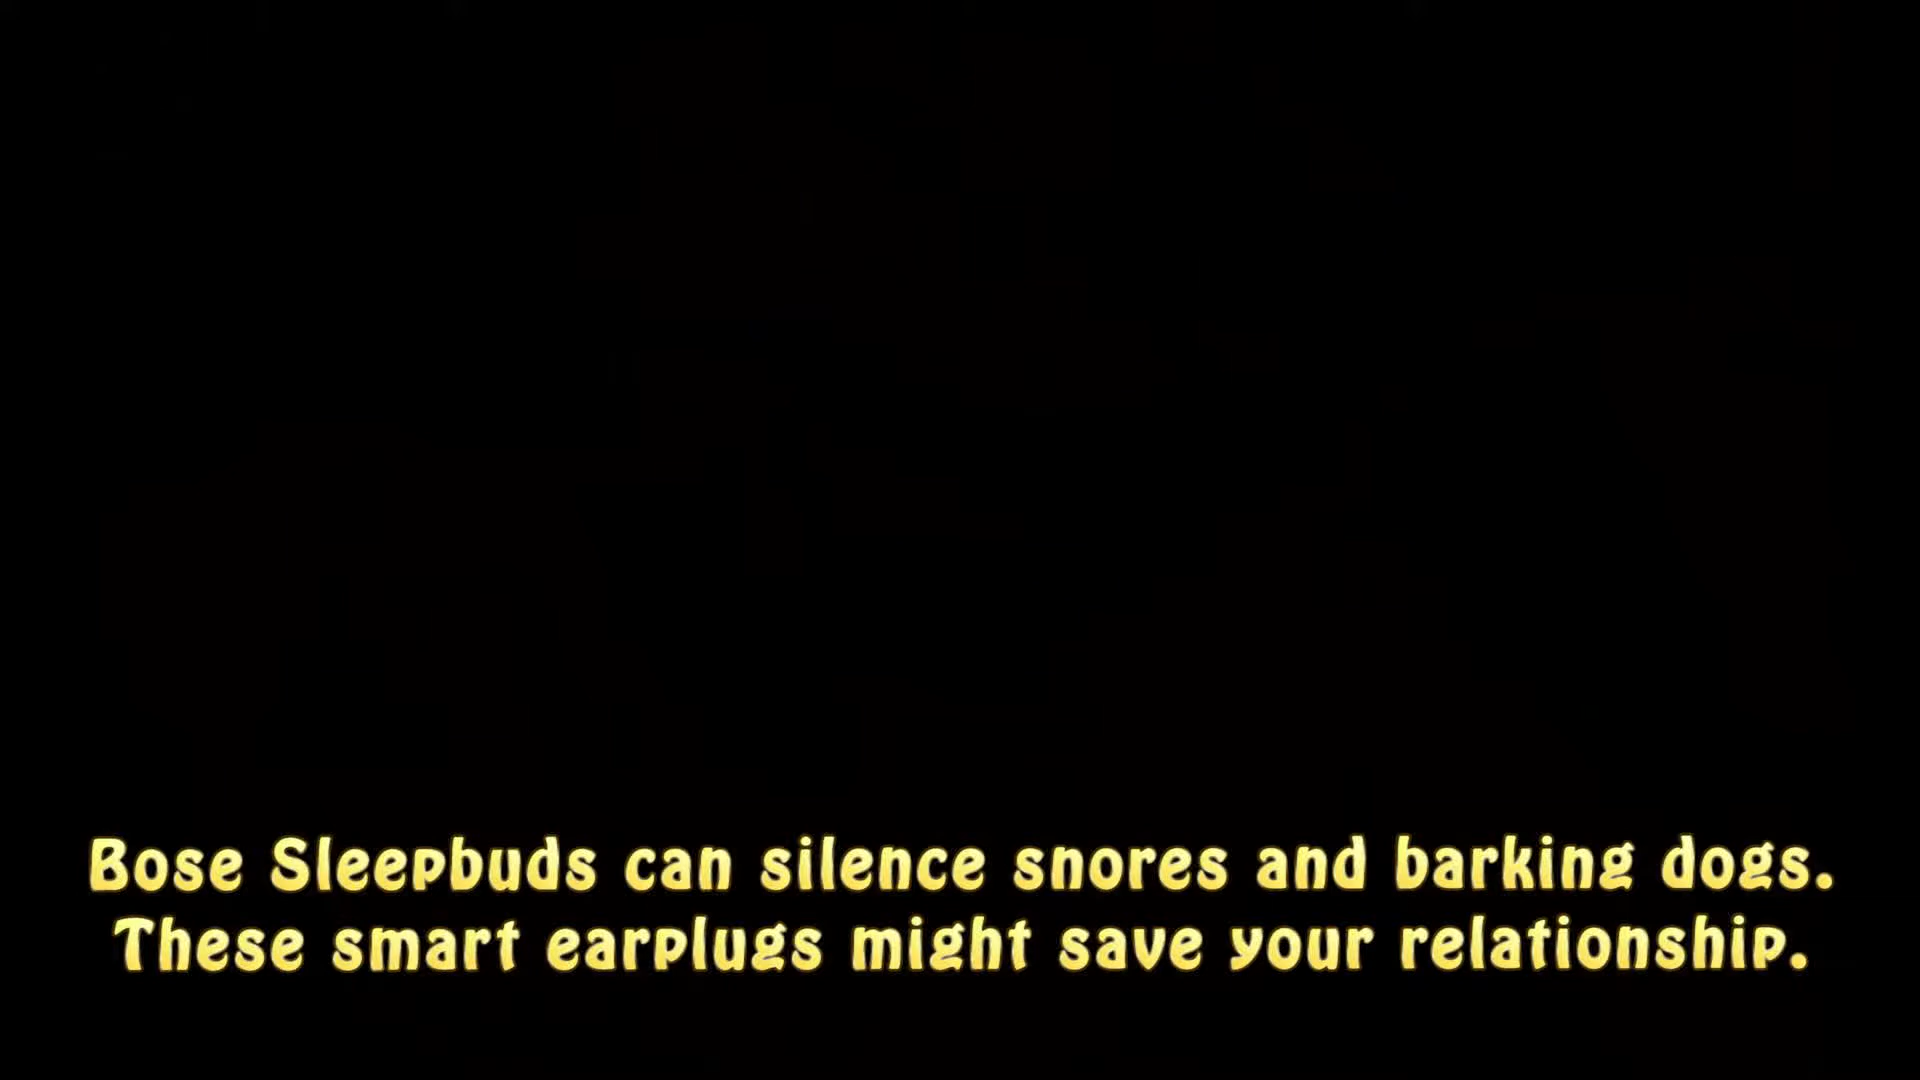 Bose Sleepbuds can silence snores and barking dogs.
These smart earplugs might save your relationship.